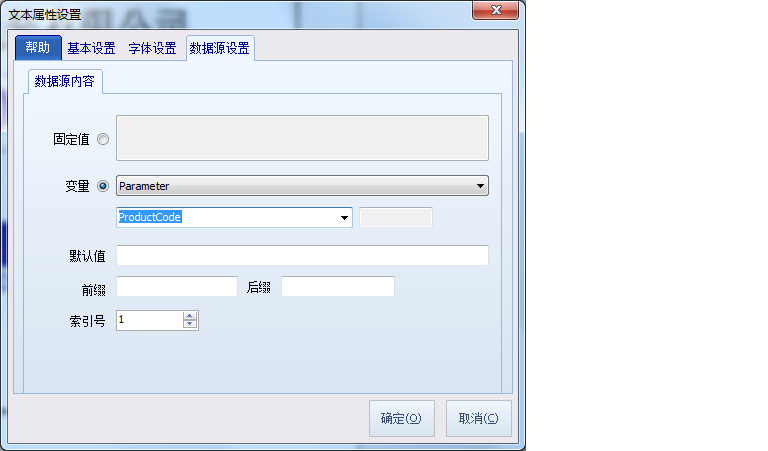 文本属性设置
帮助 基本设置 字体设置 数据源设置
数据源内容
固定值
变量 Parameter
ProductCode
默认值
前缀 后缀
索引号 1
确定(O) 取消(C)